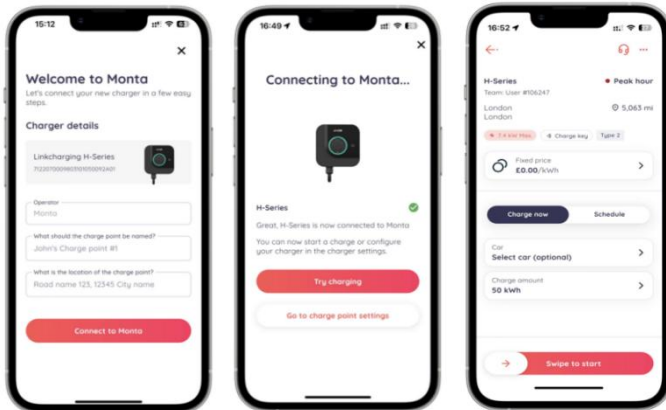 15:12
Welcome to Monta
Let's connect your new charger in a few easy
steps.
Charger details
Linkcharging H-Series
Operator
Monta
What should the charge point be named?
John's Charge point #1
What is the location of the charge point?
Road name 123, 12345 City name
Connect to Monta
16:49
Connecting to Monta...
H-Series
Great, H-Series is now connected to Monta
You can now start a charge or configure
your charger in the charger settings.
Try charging
Go to charge point settings
16:52
H-Series
Peak hour
Team: User #106247
London
5,063 mi
London
7.4 kW Max
Charge key
Type 2
Fixed price
£0.00/kWh
Charge now
Schedule
Car
Select car (optional)
Charge amount
50 kWh
Swipe to start